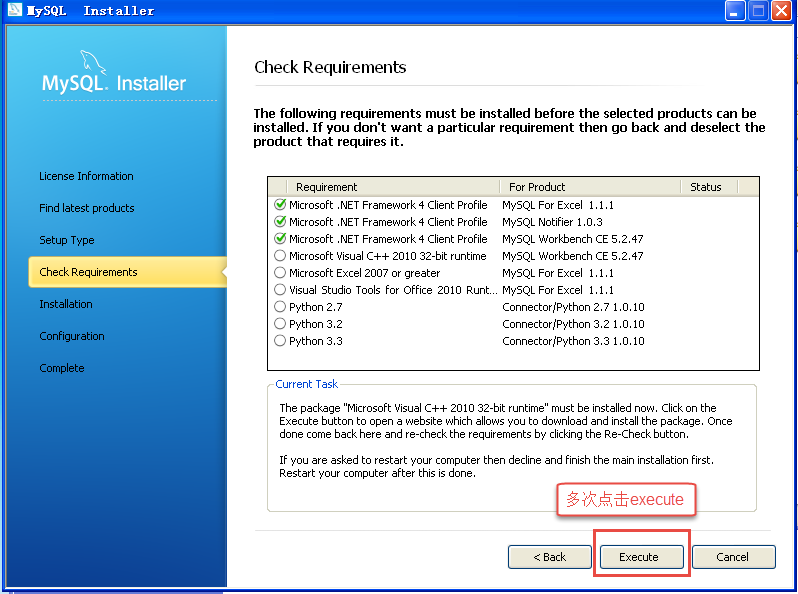 MySQL Installer
MySQL. Installer
License Information
Find latest products
Setup Type
Check Requirements
Installation
Configuration
Complete
Check Requirements
The following requirements must be installed before the selected products can be
installed. If you don't want a particular requirement then go back and deselect the
product that requires it.
Requirement For Product Status
Microsoft .NET Framework 4 Client Profile MySQL For Excel 1.1.1
Microsoft .NET Framework 4 Client Profile MySQL Notifier 1.0.3
Microsoft .NET Framework 4 Client Profile MySQL Workbench CE 5.2.47
Microsoft Visual C++ 2010 32-bit runtime MySQL Workbench CE 5.2.47
Microsoft Excel 2007 or greater MySQL For Excel 1.1.1
Visual Studio Tools for Office 2010 Runt... MySQL For Excel 1.1.1
Python 2.7 Connector/Python 2.7 1.0.10
Python 3.2 Connector/Python 3.2 1.0.10
Python 3.3 Connector/Python 3.3 1.0.10
Current Task
The package "Microsoft Visual C++ 2010 32-bit runtime" must be installed now. Click on the
Execute button to open a website which allows you to download and install the package. Once
done come back here and re-check the requirements by clicking the Re-Check button.
If you are asked to restart your computer then decline and finish the main installation first.
Restart your computer after this is done.
多次点击execute
< Back Execute Cancel